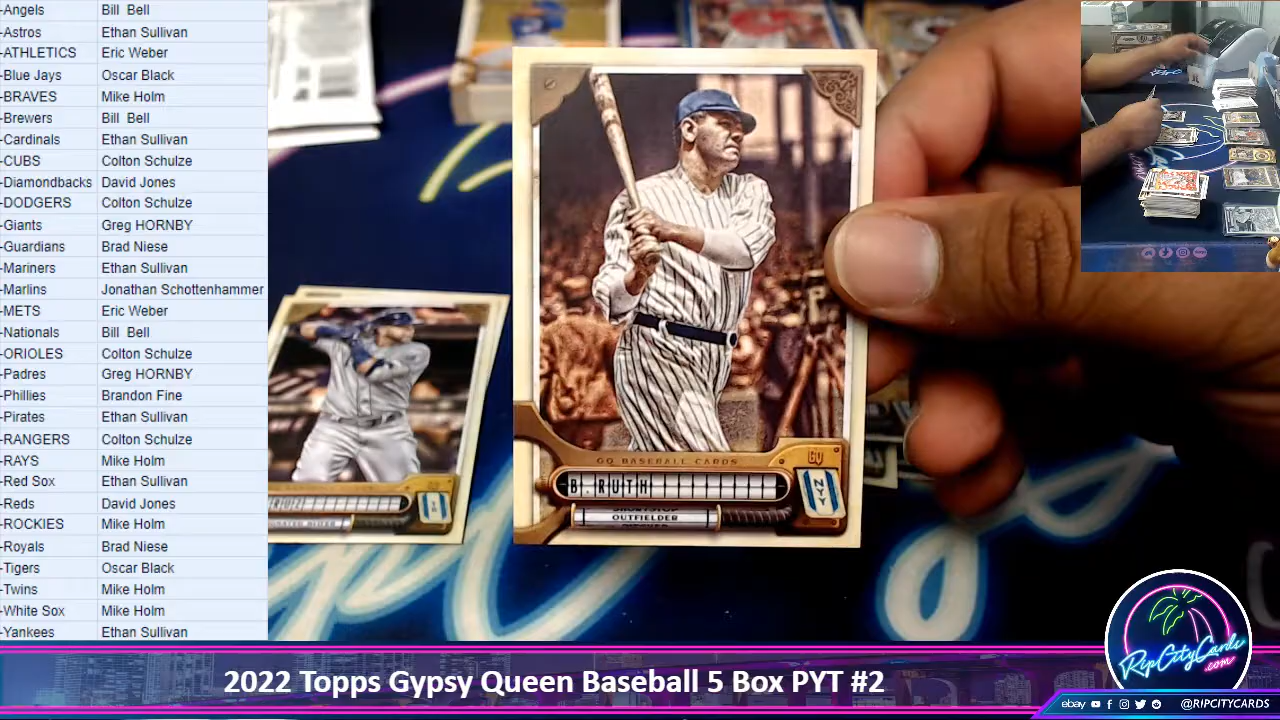 -Angels Bill Bell
-Astros Ethan Sullivan
-ATHLETICS Eric Weber
-Blue Jays Oscar Black
-BRAVES Mike Holm
-Brewers Bill Bell
-Cardinals Ethan Sullivan
-CUBS Colton Schulze
-Diamondbacks David Jones
-DODGERS Colton Schulze
-Giants Greg HORNBY
-Guardians Brad Niese
-Mariners Ethan Sullivan
-Marlins Jonathan Schottenhammer
-METS Eric Weber
-Nationals Bill Bell
-ORIOLES Colton Schulze
-Padres Greg HORNBY
-Phillies Brandon Fine
-Pirates Ethan Sullivan
-RANGERS Colton Schulze
-RAYS Mike Holm
-Red Sox Ethan Sullivan
-Reds David Jones
-ROCKIES Mike Holm
-Royals Brad Niese
-Tigers Oscar Black
-Twins Mike Holm
-White Sox Mike Holm
-Yankees Ethan Sullivan
GQ BASEBALL CARDS
GQ
B RUTH
NYY
OUTFIELDER
RipCityCards
.com
2022 Topps Gypsy Queen Baseball 5 Box PYT #2
ebay @RIPCITYCARDS